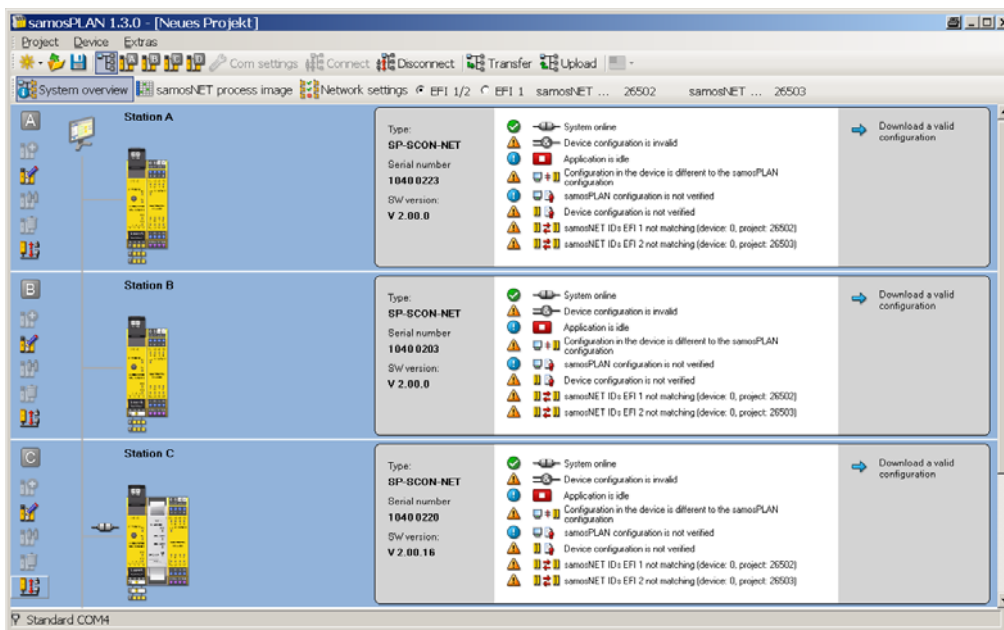 samosPLAN 1.3.0 - [Neues Projekt]
Project Device Extras
Com settings Connect Disconnect Transfer Upload
System overview samosNET process image Network settings EFI 1/2 EFI 1 samosNET ... 26502 samosNET ... 26503
A
Station A
Type:
SP-SCON-NET
Serial number
1040 0223
SW version:
V 2.00.0
System online
Device configuration is invalid
Application is idle
Configuration in the device is different to the samosPLAN
configuration
samosPLAN configuration is not verified
Device configuration is not verified
samosNET IDs EFI 1 not matching (device: 0, project: 26502)
samosNET IDs EFI 2 not matching (device: 0, project: 26503)
Download a valid
configuration
B
Station B
Type:
SP-SCON-NET
Serial number
1040 0203
SW version:
V 2.00.0
System online
Device configuration is invalid
Application is idle
Configuration in the device is different to the samosPLAN
configuration
samosPLAN configuration is not verified
Device configuration is not verified
samosNET IDs EFI 1 not matching (device: 0, project: 26502)
samosNET IDs EFI 2 not matching (device: 0, project: 26503)
Download a valid
configuration
C
Station C
Type:
SP-SCON-NET
Serial number
1040 0220
SW version:
V 2.00.16
System online
Device configuration is invalid
Application is idle
Configuration in the device is different to the samosPLAN
configuration
samosPLAN configuration is not verified
Device configuration is not verified
samosNET IDs EFI 1 not matching (device: 0, project: 26502)
samosNET IDs EFI 2 not matching (device: 0, project: 26503)
Download a valid
configuration
Standard COM4